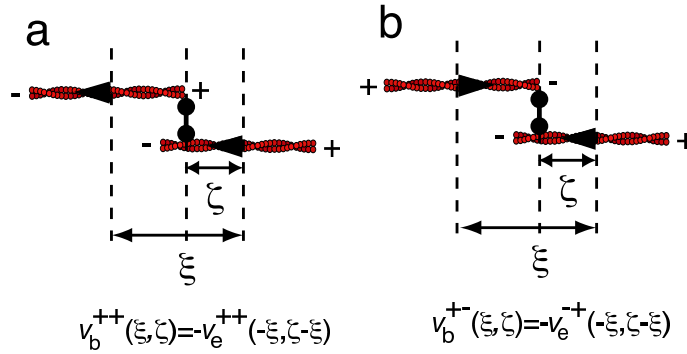 a b
- + + -
- + - +
ζ ζ
ξ ξ
v_b^{++}(ξ,ζ)=-v_e^{++}(-ξ,ζ-ξ) v_b^{+-}(ξ,ζ)=-v_e^{-+}(-ξ,ζ-ξ)